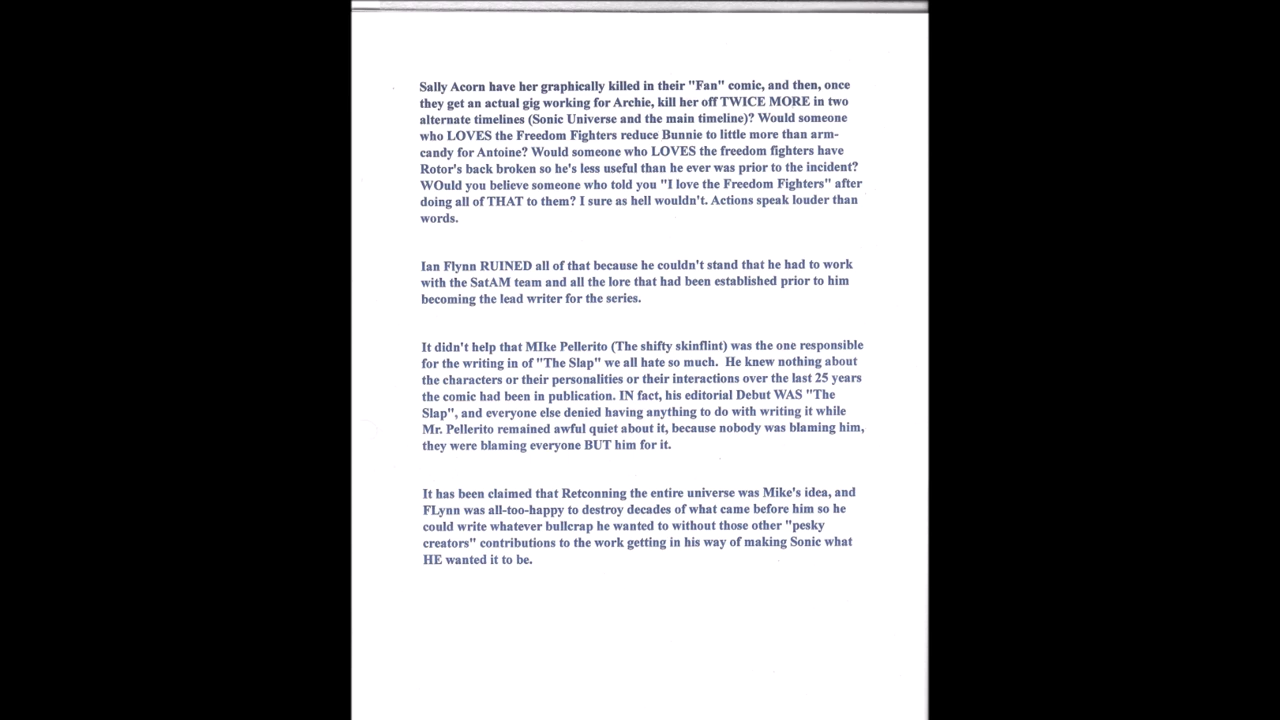 Sally Acorn have her graphically killed in their "Fan" comic, and then, once
they get an actual gig working for Archie, kill her off TWICE MORE in two
alternate timelines (Sonic Universe and the main timeline)? Would someone
who LOVES the Freedom Fighters reduce Bunnie to little more than arm-
candy for Antoine? Would someone who LOVES the freedom fighters have
Rotor's back broken so he's less useful than he ever was prior to the incident?
WOuld you believe someone who told you "I love the Freedom Fighters" after
doing all of THAT to them? I sure as hell wouldn't. Actions speak louder than
words.
Ian Flynn RUINED all of that because he couldn't stand that he had to work
with the SatAM team and all the lore that had been established prior to him
becoming the lead writer for the series.
It didn't help that MIke Pellerito (The shifty skinflint) was the one responsible
for the writing in of "The Slap" we all hate so much. He knew nothing about
the characters or their personalities or their interactions over the last 25 years
the comic had been in publication. IN fact, his editorial Debut WAS "The
Slap", and everyone else denied having anything to do with writing it while
Mr. Pellerito remained awful quiet about it, because nobody was blaming him,
they were blaming everyone BUT him for it.
It has been claimed that Retconning the entire universe was Mike's idea, and
FLynn was all-too-happy to destroy decades of what came before him so he
could write whatever bullcrap he wanted to without those other "pesky
creators" contributions to the work getting in his way of making Sonic what
HE wanted it to be.